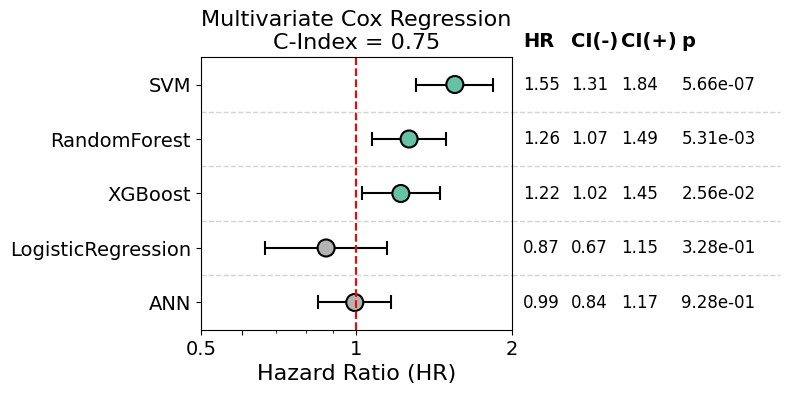 Multivariate Cox Regression
C-Index = 0.75
HR CI(-) CI(+) p
SVM 1.55 1.31 1.84 5.66e-07
RandomForest 1.26 1.07 1.49 5.31e-03
XGBoost 1.22 1.02 1.45 2.56e-02
LogisticRegression 0.87 0.67 1.15 3.28e-01
ANN 0.99 0.84 1.17 9.28e-01
0.5 1 2
Hazard Ratio (HR)